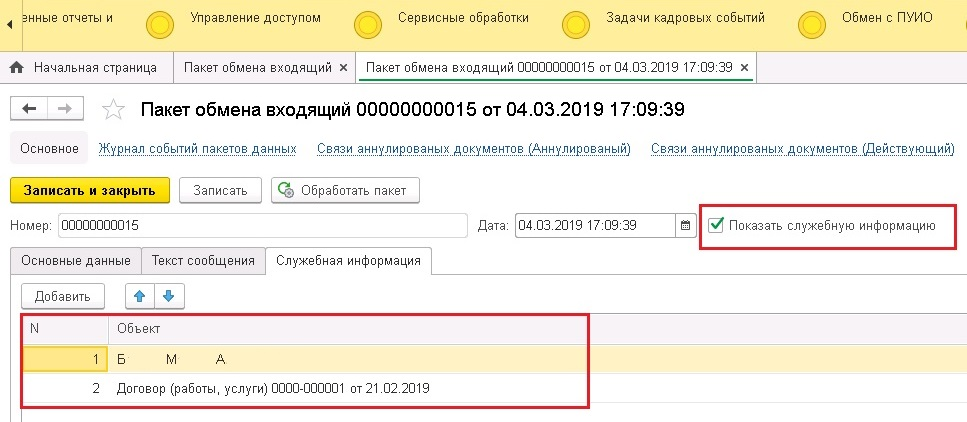 енные отчеты и Управление доступом Сервисные обработки Задачи кадровых событий Обмен с ПУИО
Начальная страница Пакет обмена входящий × Пакет обмена входящий 00000000015 от 04.03.2019 17:09:39 ×
Пакет обмена входящий 00000000015 от 04.03.2019 17:09:39
Основное Журнал событий пакетов данных Связи аннулированых документов (Аннулированый) Связи аннулированых документов (Действующий)
Записать и закрыть Записать Обработать пакет
Номер: 00000000015 Дата: 04.03.2019 17:09:39 Показать служебную информацию
Основные данные Текст сообщения Служебная информация
Добавить
N Объект
1 Б М А
2 Договор (работы, услуги) 0000-000001 от 21.02.2019